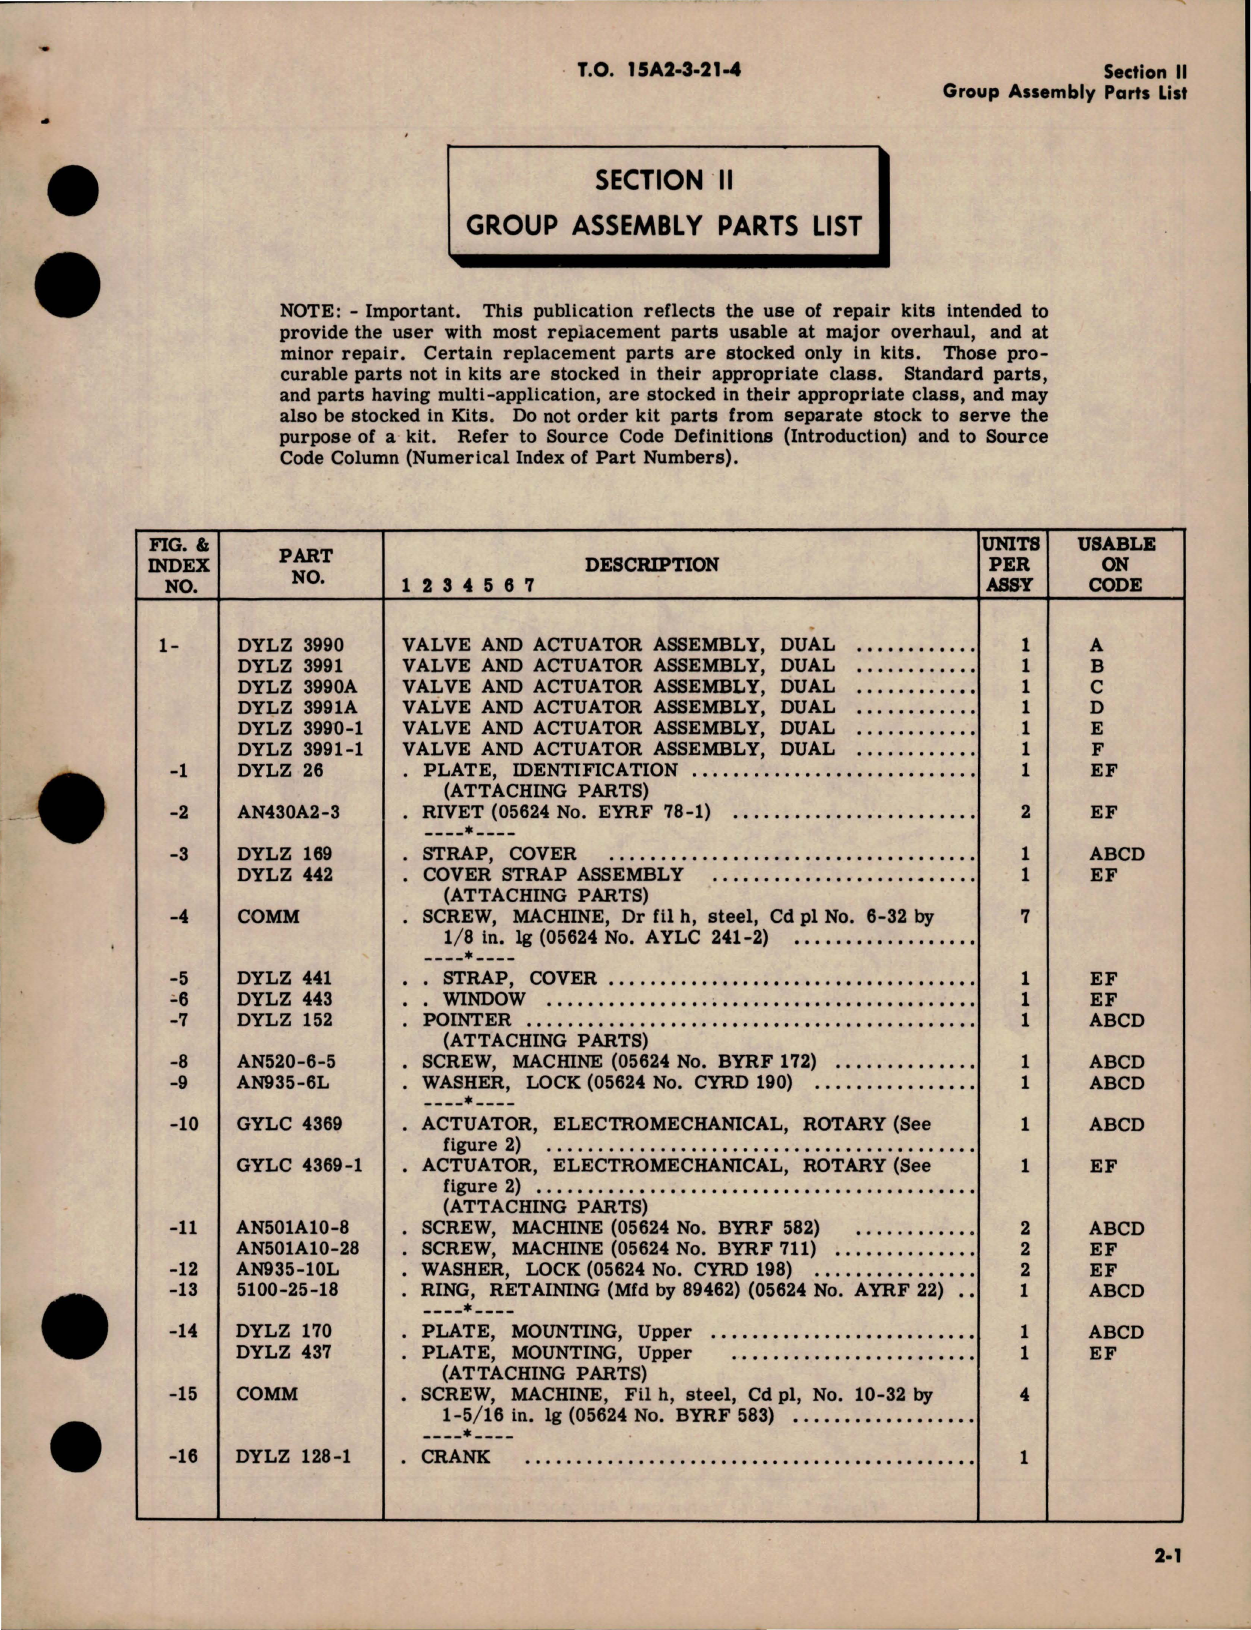 T.O. 15A2-3-21-4
Section II
Group Assembly Parts List
SECTION II
GROUP ASSEMBLY PARTS LIST
NOTE: - Important. This publication reflects the use of repair kits intended to
provide the user with most replacement parts usable at major overhaul, and at
minor repair. Certain replacement parts are stocked only in kits. Those pro-
curable parts not in kits are stocked in their appropriate class. Standard parts,
and parts having multi-application, are stocked in their appropriate class, and may
also be stocked in Kits. Do not order kit parts from separate stock to serve the
purpose of a kit. Refer to Source Code Definitions (Introduction) and to Source
Code Column (Numerical Index of Part Numbers).
FIG. & INDEX NO. PART NO. DESCRIPTION 1 2 3 4 5 6 7 UNITS PER ASSY USABLE ON CODE
1- DYLZ 3990 VALVE AND ACTUATOR ASSEMBLY, DUAL ............ 1 A
DYLZ 3991 VALVE AND ACTUATOR ASSEMBLY, DUAL ............ 1 B
DYLZ 3990A VALVE AND ACTUATOR ASSEMBLY, DUAL ............ 1 C
DYLZ 3991A VALVE AND ACTUATOR ASSEMBLY, DUAL ............ 1 D
DYLZ 3990-1 VALVE AND ACTUATOR ASSEMBLY, DUAL ............ 1 E
DYLZ 3991-1 VALVE AND ACTUATOR ASSEMBLY, DUAL ............ 1 F
-1 DYLZ 26 . PLATE, IDENTIFICATION ............................ 1 EF
(ATTACHING PARTS)
-2 AN430A2-3 . RIVET (05624 No. EYRF 78-1) ........................ 2 EF
----*----
-3 DYLZ 169 . STRAP, COVER .................................... 1 ABCD
DYLZ 442 . COVER STRAP ASSEMBLY .......................... 1 EF
(ATTACHING PARTS)
-4 COMM . SCREW, MACHINE, Dr fil h, steel, Cd pl No. 6-32 by 7
1/8 in. lg (05624 No. AYLC 241-2) ..................
----*----
-5 DYLZ 441 . . STRAP, COVER .................................... 1 EF
-6 DYLZ 443 . . WINDOW .......................................... 1 EF
-7 DYLZ 152 . POINTER ............................................ 1 ABCD
(ATTACHING PARTS)
-8 AN520-6-5 . SCREW, MACHINE (05624 No. BYRF 172) .............. 1 ABCD
-9 AN935-6L . WASHER, LOCK (05624 No. CYRD 190) ................ 1 ABCD
----*----
-10 GYLC 4369 . ACTUATOR, ELECTROMECHANICAL, ROTARY (See 1 ABCD
figure 2) ..........................................
GYLC 4369-1 . ACTUATOR, ELECTROMECHANICAL, ROTARY (See 1 EF
figure 2) ...........................................
(ATTACHING PARTS)
-11 AN501A10-8 . SCREW, MACHINE (05624 No. BYRF 582) ............ 2 ABCD
AN501A10-28 . SCREW, MACHINE (05624 No. BYRF 711) .............. 2 EF
-12 AN935-10L . WASHER, LOCK (05624 No. CYRD 198) ................ 2 EF
-13 5100-25-18 . RING, RETAINING (Mfd by 89462) (05624 No. AYRF 22) .. 1 ABCD
----*----
-14 DYLZ 170 . PLATE, MOUNTING, Upper .......................... 1 ABCD
DYLZ 437 . PLATE, MOUNTING, Upper ........................ 1 EF
(ATTACHING PARTS)
-15 COMM . SCREW, MACHINE, Fil h, steel, Cd pl, No. 10-32 by 4
1-5/16 in. lg (05624 No. BYRF 583) ..................
----*----
-16 DYLZ 128-1 . CRANK ............................................ 1
2-1